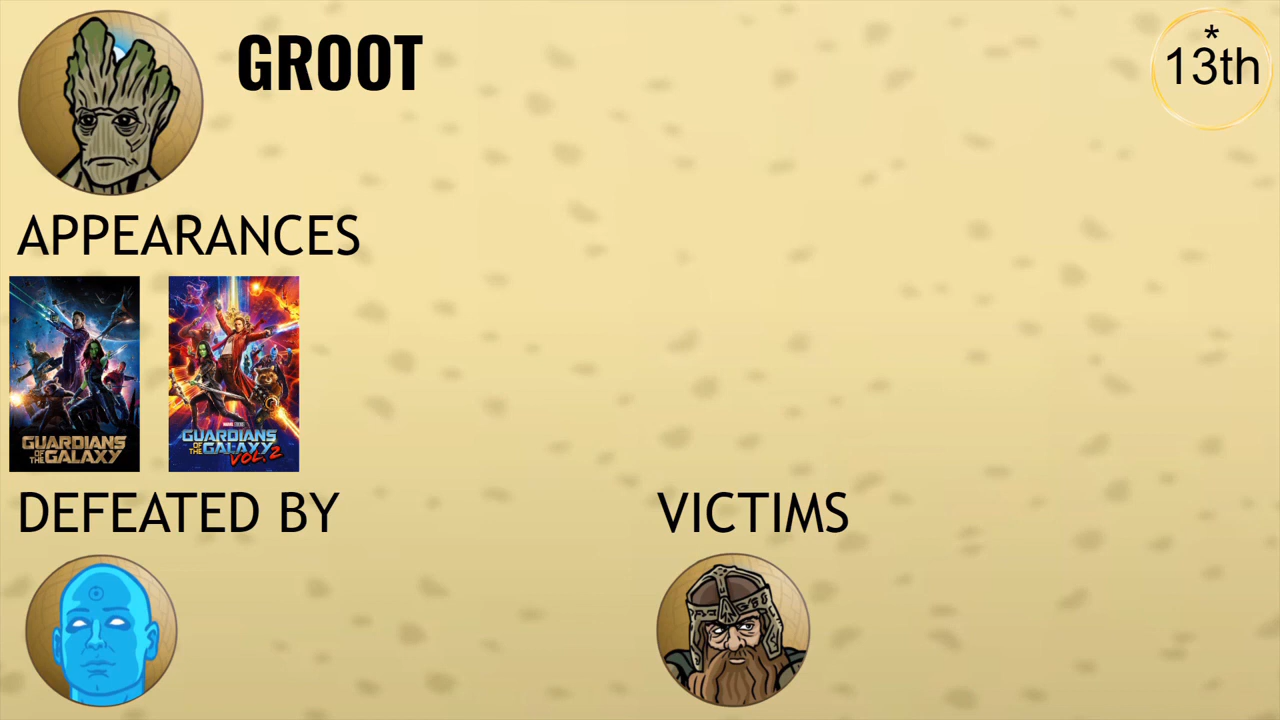 GROOT
*
13th
APPEARANCES
GUARDIANS
OF THE GALAXY
GUARDIANS
OF THE GALAXY
VOL. 2
DEFEATED BY
VICTIMS